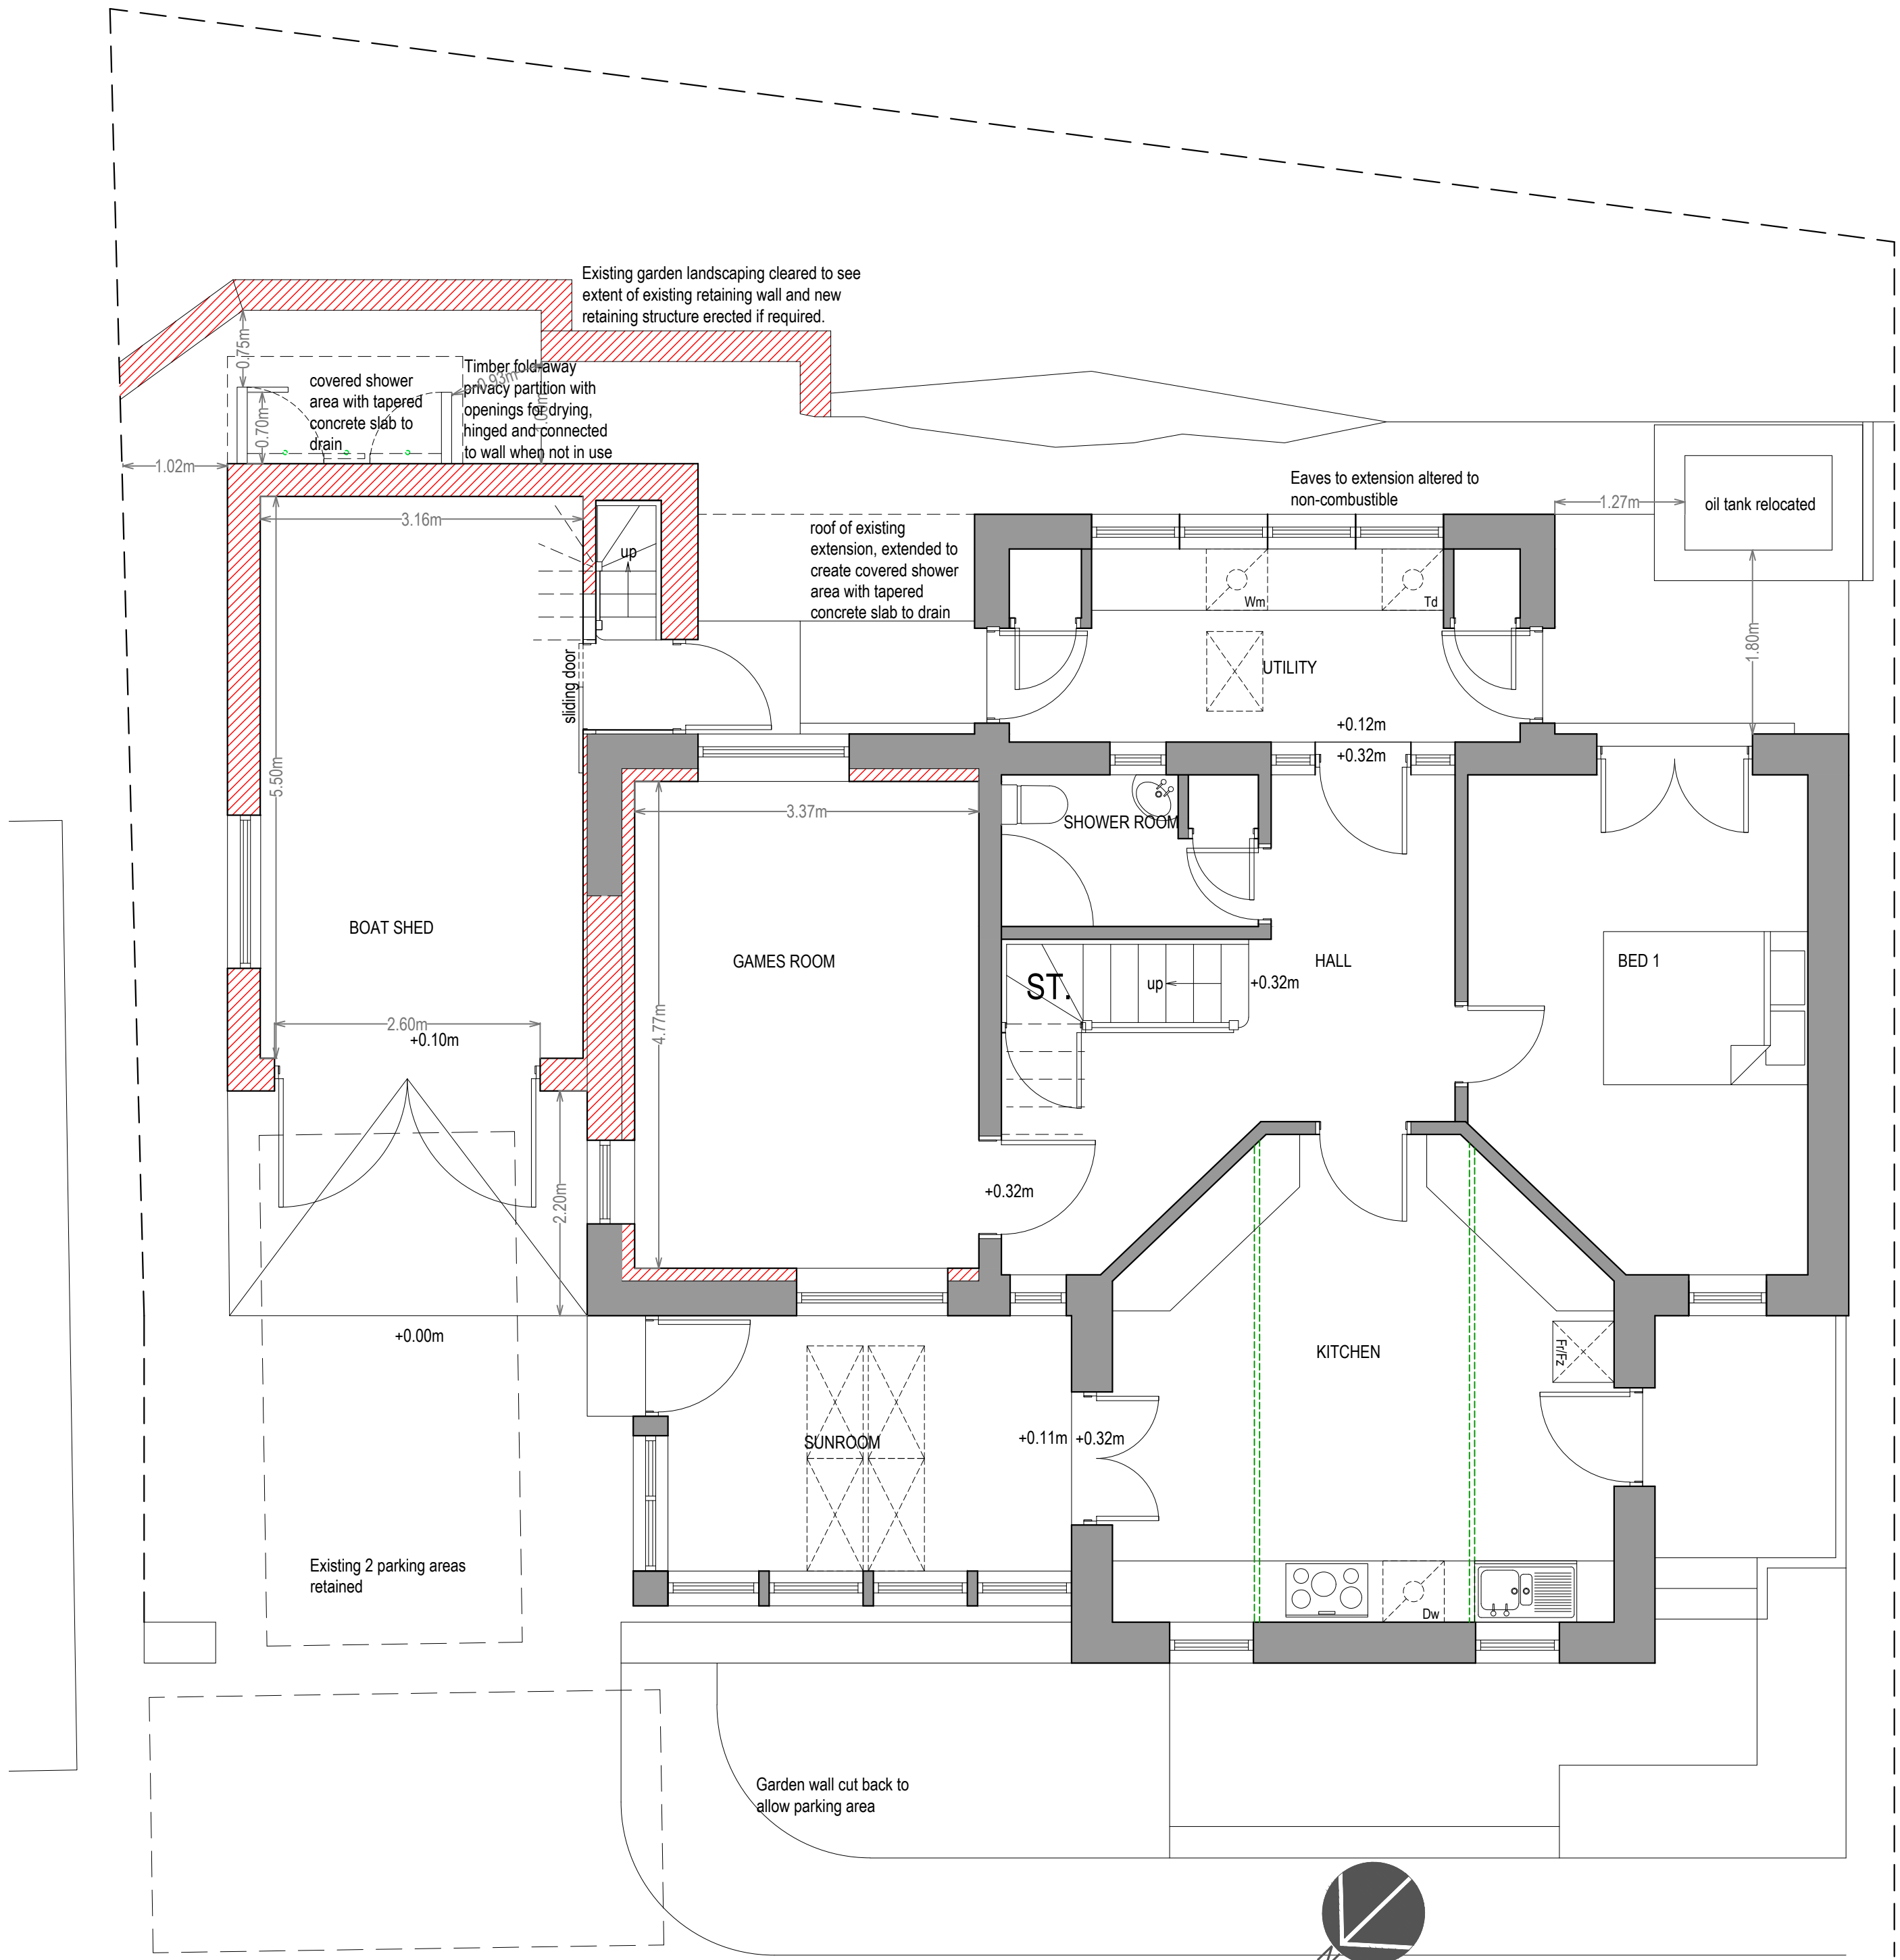 Existing garden landscaping cleared to see
extent of existing retaining wall and new
retaining structure erected if required.
0.75m
covered shower
area with tapered
concrete slab to
drain
Timber fold-away
privacy partition with
openings for drying,
hinged and connected
to wall when not in use
0.93m
0.70m
1.02m
Eaves to extension altered to
non-combustible
1.27m
oil tank relocated
3.16m
roof of existing
extension, extended to
create covered shower
area with tapered
concrete slab to drain
up
Wm
Td
1.80m
sliding door
UTILITY
+0.12m
+0.32m
5.50m
3.37m
SHOWER ROOM
BOAT SHED
GAMES ROOM
HALL
BED 1
ST.
up
+0.32m
4.77m
2.60m
+0.10m
2.20m
+0.32m
+0.00m
KITCHEN
Fr/Fz
SUNROOM
+0.11m
+0.32m
Existing 2 parking areas
retained
Dw
Garden wall cut back to
allow parking area
N